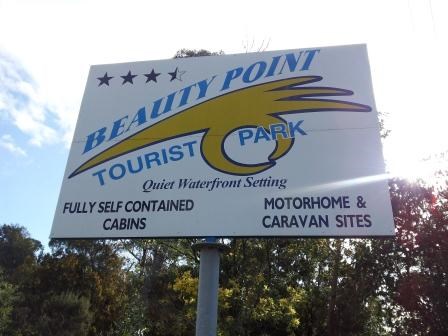 BEAUTY POINT
TOURIST PARK
Quiet Waterfront Setting
FULLY SELF CONTAINED
CABINS
MOTORHOME &
CARAVAN SITES